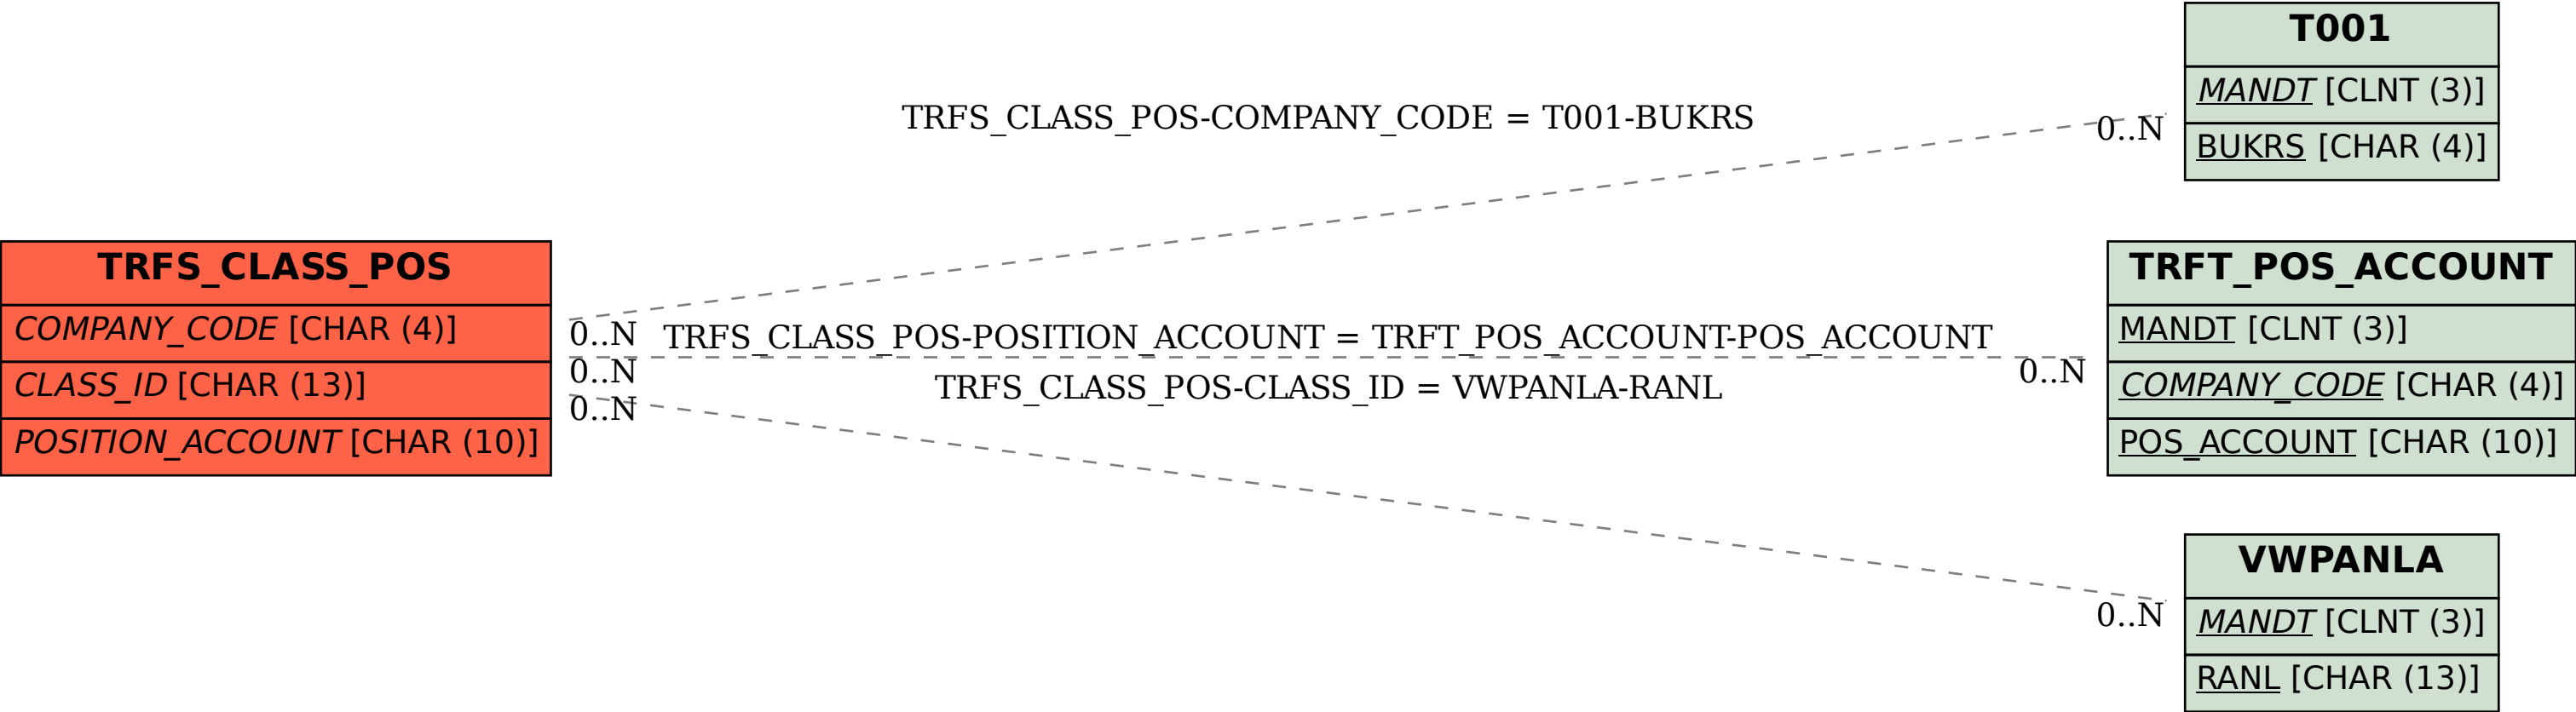 T001
MANDT [CLNT (3)]
BUKRS [CHAR (4)]
TRFS_CLASS_POS-COMPANY_CODE = T001-BUKRS
0..N
TRFS_CLASS_POS
COMPANY_CODE [CHAR (4)]
CLASS_ID [CHAR (13)]
POSITION_ACCOUNT [CHAR (10)]
0..N
TRFS_CLASS_POS-POSITION_ACCOUNT = TRFT_POS_ACCOUNT-POS_ACCOUNT
0..N
0..N
TRFS_CLASS_POS-CLASS_ID = VWPANLA-RANL
0..N
TRFT_POS_ACCOUNT
MANDT [CLNT (3)]
COMPANY_CODE [CHAR (4)]
POS_ACCOUNT [CHAR (10)]
0..N
VWPANLA
MANDT [CLNT (3)]
RANL [CHAR (13)]